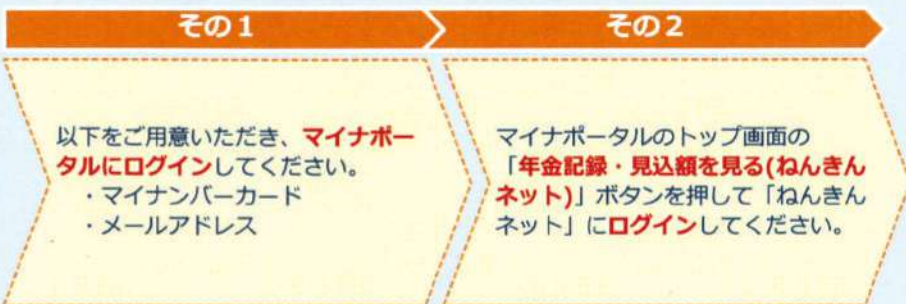 その1
以下をご用意いただき、マイナポー
タルにログインしてください。
・マイナンバーカード
・メールアドレス
その2
マイナポータルのトップ画面の
「年金記録・見込額を見る(ねんきん
ネット)」ボタンを押して「ねんきん
ネット」にログインしてください。